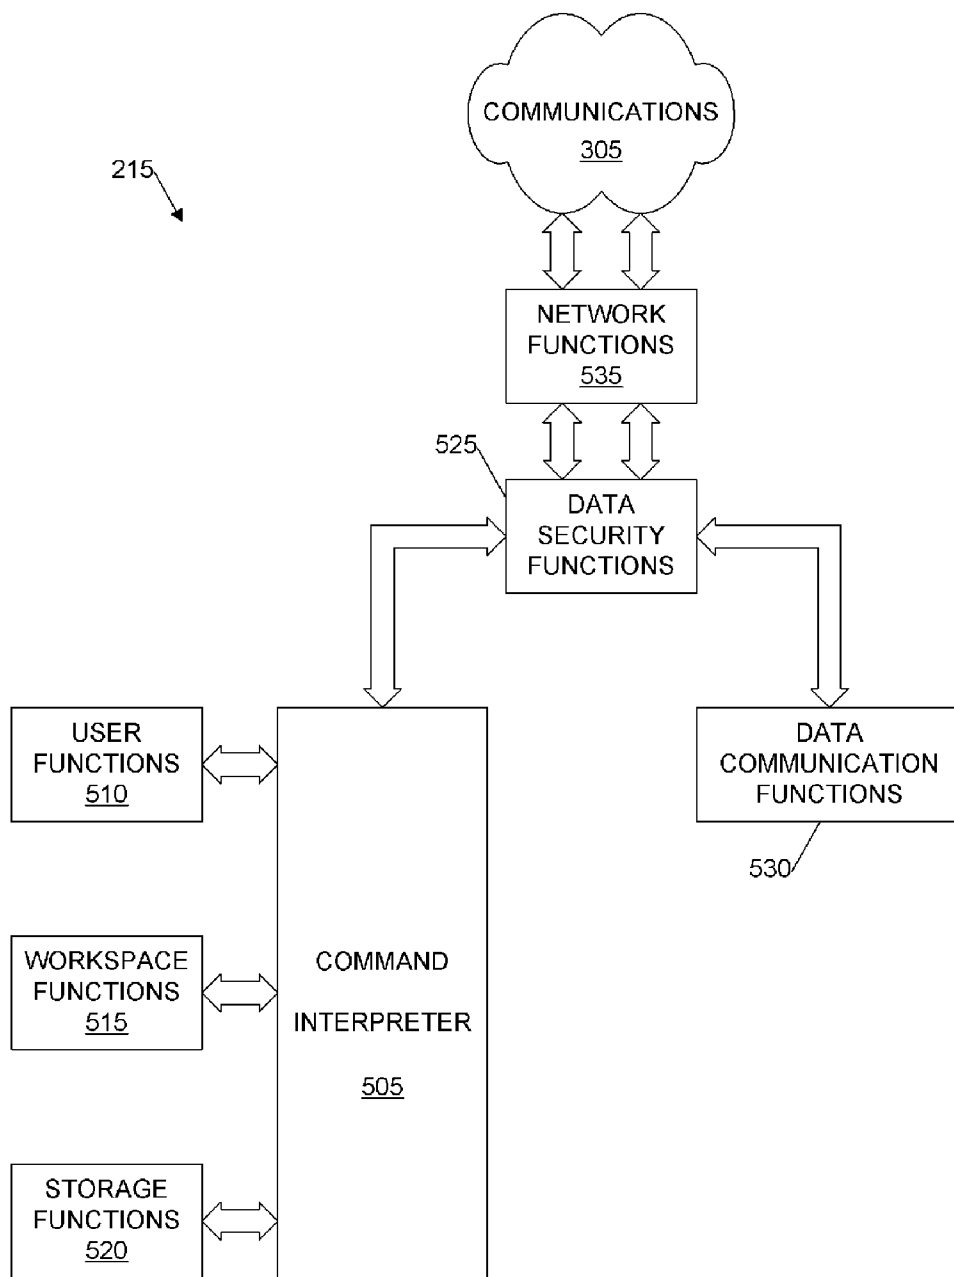 COMMUNICATIONS
305
215
NETWORK
FUNCTIONS
535
525
DATA
SECURITY
FUNCTIONS
USER
FUNCTIONS
510
DATA
COMMUNICATION
FUNCTIONS
530
WORKSPACE
FUNCTIONS
515
COMMAND
INTERPRETER
505
STORAGE
FUNCTIONS
520